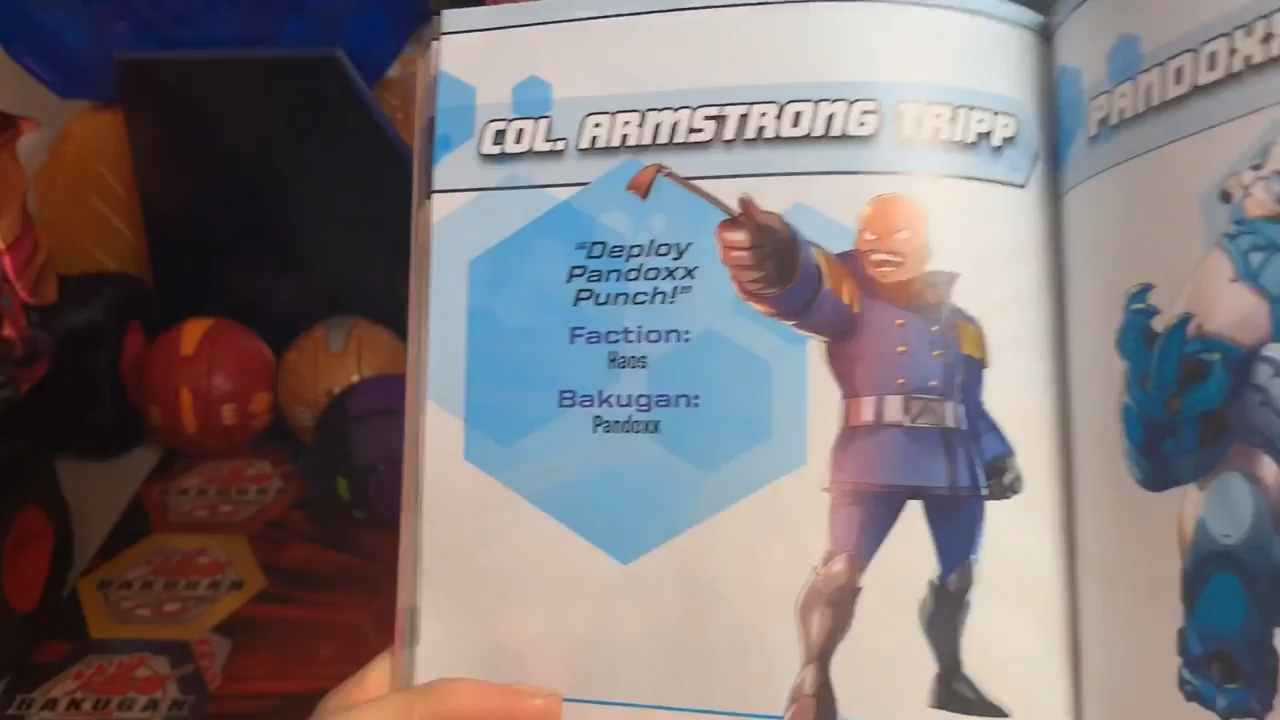 COL. ARMSTRONG TRIPP
"Deploy
Pandoxx
Punch!"
Faction:
Haos
Bakugan:
Pandoxx
PANDOXX
BAKUGAN
BAKUGAN
BAKUGAN